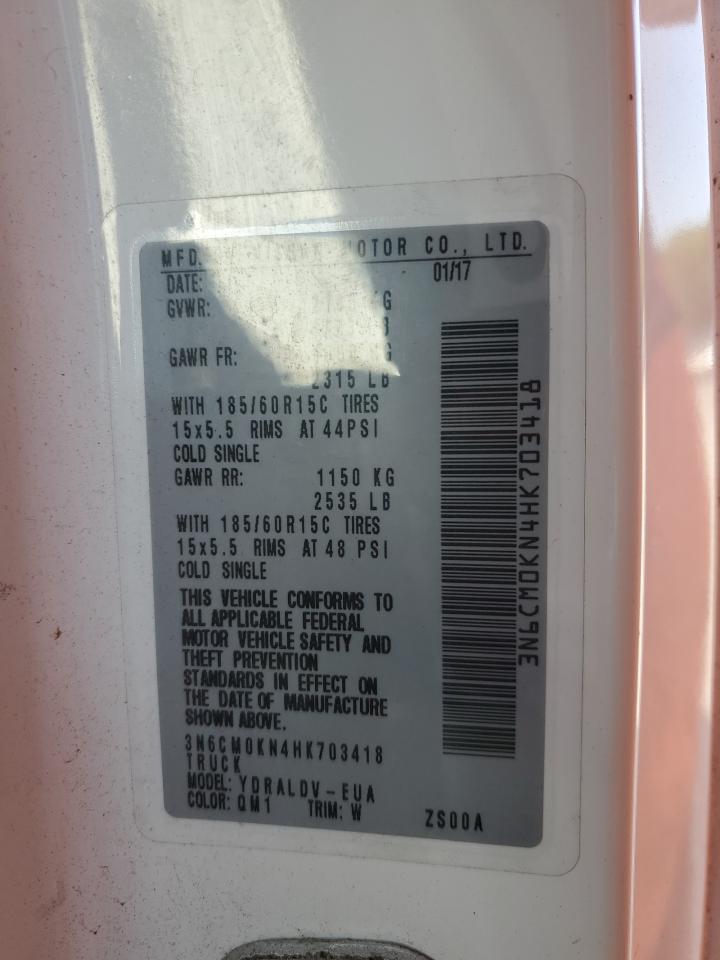 MFD. MOTOR CO., LTD.
DATE: 01/17
GVWR: KG
GAWR FR:
2315 LB
WITH 185/60R15C TIRES
15x5.5 RIMS AT 44PSI
COLD SINGLE
GAWR RR: 1150 KG
2535 LB
WITH 185/60R15C TIRES
15x5.5 RIMS AT 48 PSI
COLD SINGLE
THIS VEHICLE CONFORMS TO
ALL APPLICABLE FEDERAL
MOTOR VEHICLE SAFETY AND
THEFT PREVENTION
STANDARDS IN EFFECT ON
THE DATE OF MANUFACTURE
SHOWN ABOVE.
3N6CM0KN4HK703418
TRUCK
MODEL: YDRALDV-EUA
COLOR: QM1 TRIM: W ZS00A
3N6CM0KN4HK703418